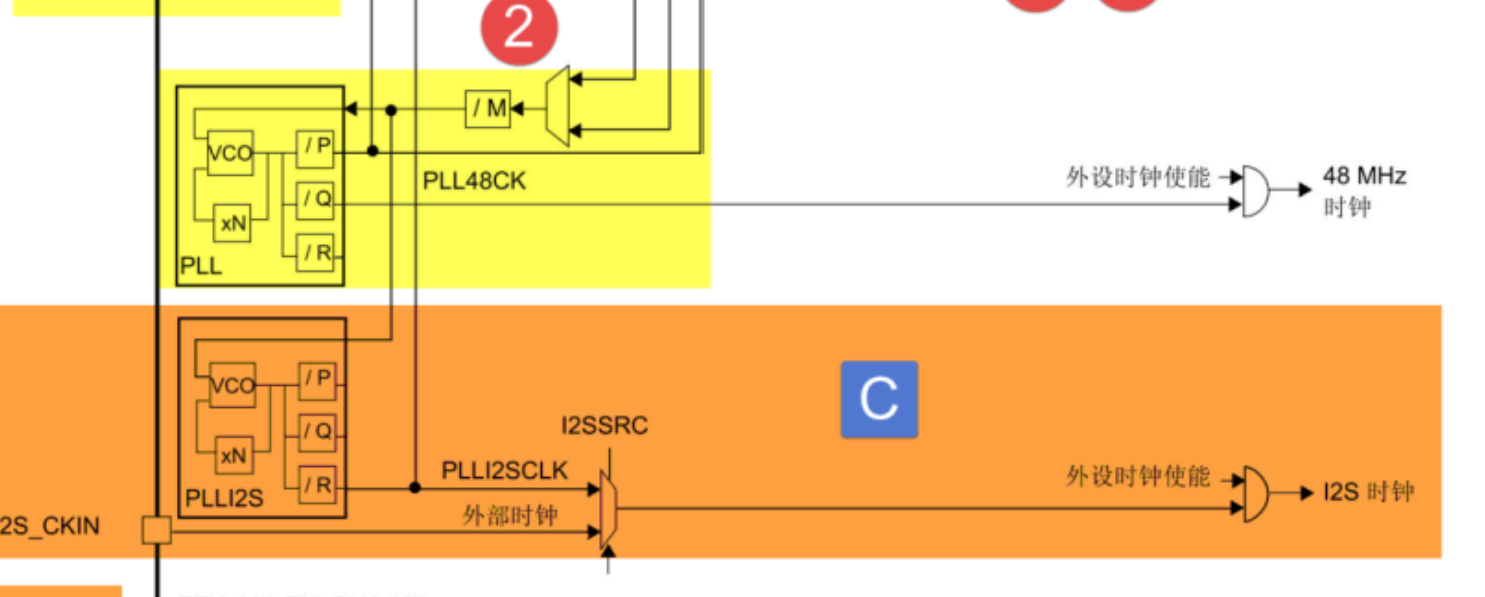 2
/ M
VCO
/ P
/ Q
/ R
xN
PLL
PLL48CK
外设时钟使能
48 MHz
时钟
VCO
/ P
/ Q
/ R
xN
PLLI2S
C
I2SSRC
PLLI2SCLK
外部时钟
外设时钟使能
I2S 时钟
2S_CKIN